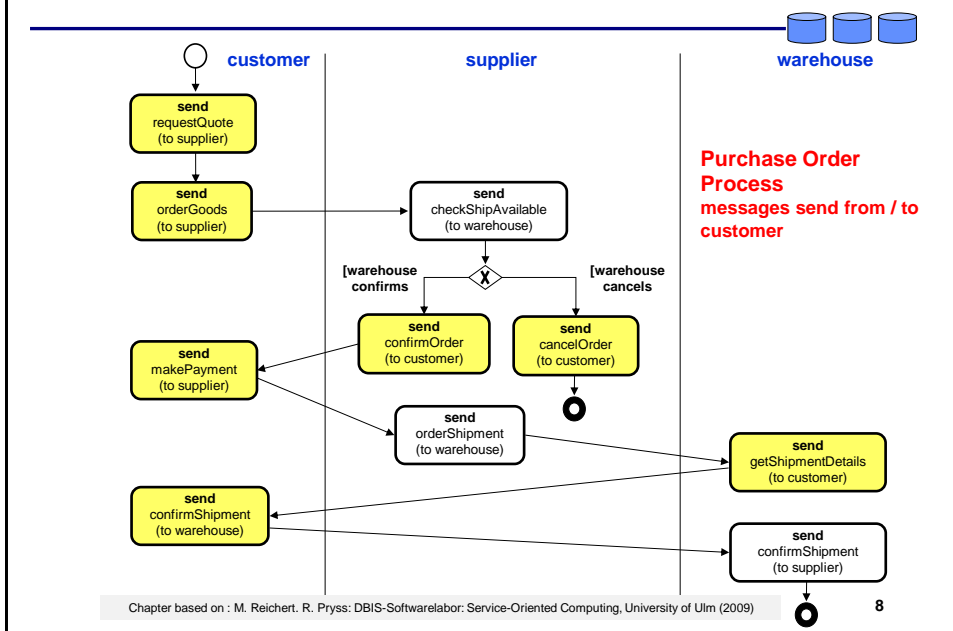 customer
supplier
warehouse
send
requestQuote
(to supplier)
Purchase Order
Process
messages send from / to
customer
send
orderGoods
(to supplier)
send
checkShipAvailable
(to warehouse)
[warehouse
confirms
X
[warehouse
cancels
send
confirmOrder
(to customer)
send
cancelOrder
(to customer)
send
makePayment
(to supplier)
send
orderShipment
(to warehouse)
send
getShipmentDetails
(to customer)
send
confirmShipment
(to warehouse)
send
confirmShipment
(to supplier)
Chapter based on : M. Reichert. R. Pryss: DBIS-Softwarelabor: Service-Oriented Computing, University of Ulm (2009)
8